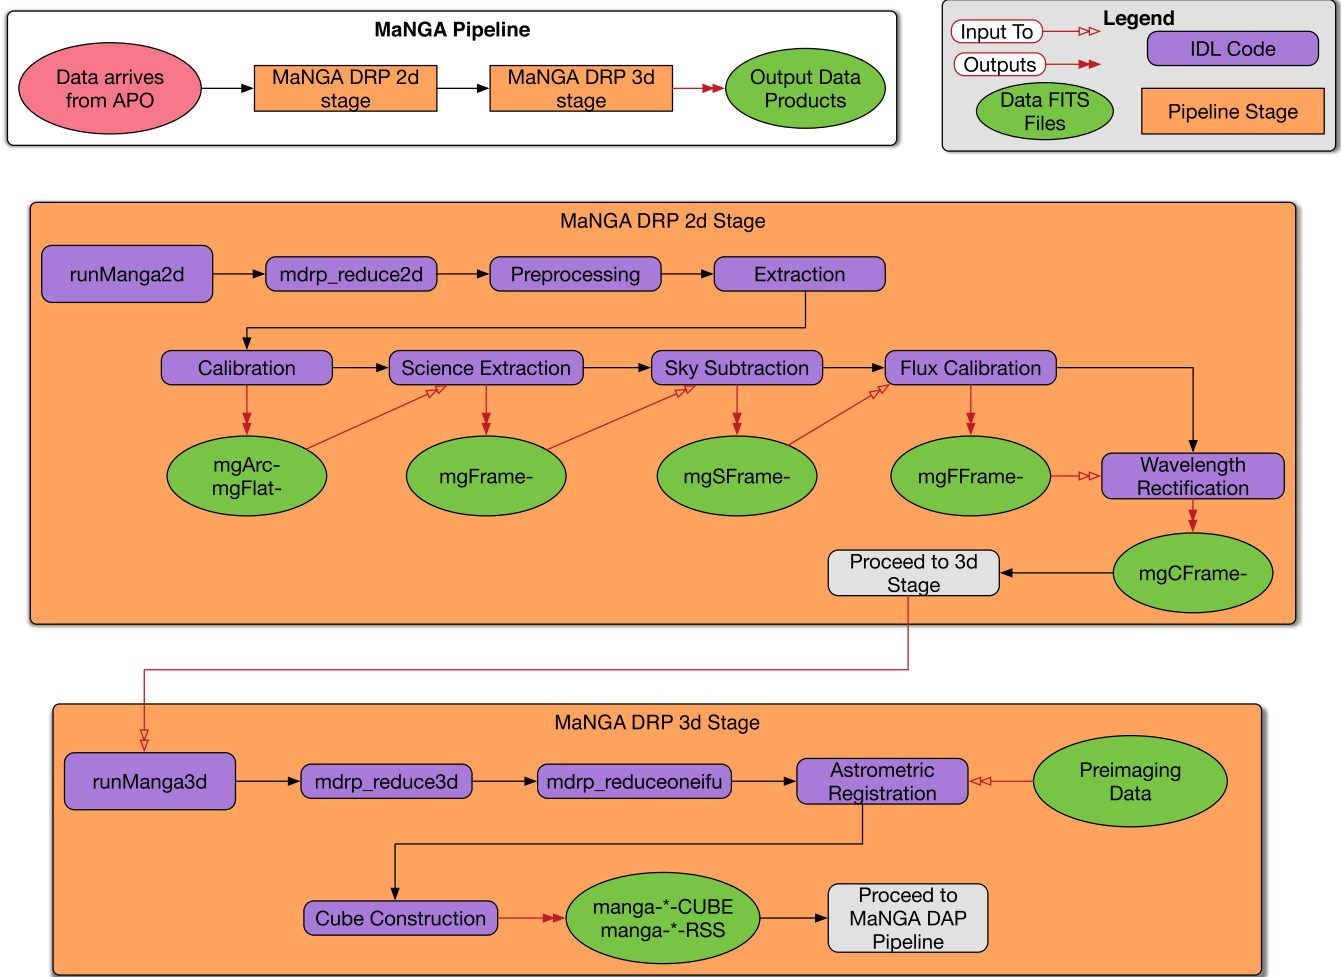 MaNGA Pipeline
Data arrives
from APO
MaNGA DRP 2d
stage
MaNGA DRP 3d
stage
Output Data
Products
Legend
Input To
IDL Code
Outputs
Data FITS
Files
Pipeline Stage
MaNGA DRP 2d Stage
runManga2d
mdrp_reduce2d
Preprocessing
Extraction
Calibration
Science Extraction
Sky Subtraction
Flux Calibration
mgArc-
mgFlat-
mgFrame-
mgSFrame-
mgFFrame-
Wavelength
Rectification
Proceed to 3d
Stage
mgCFrame-
MaNGA DRP 3d Stage
runManga3d
mdrp_reduce3d
mdrp_reduceoneifu
Astrometric
Registration
Preimaging
Data
Cube Construction
manga-*-CUBE
manga-*-RSS
Proceed to
MaNGA DAP
Pipeline